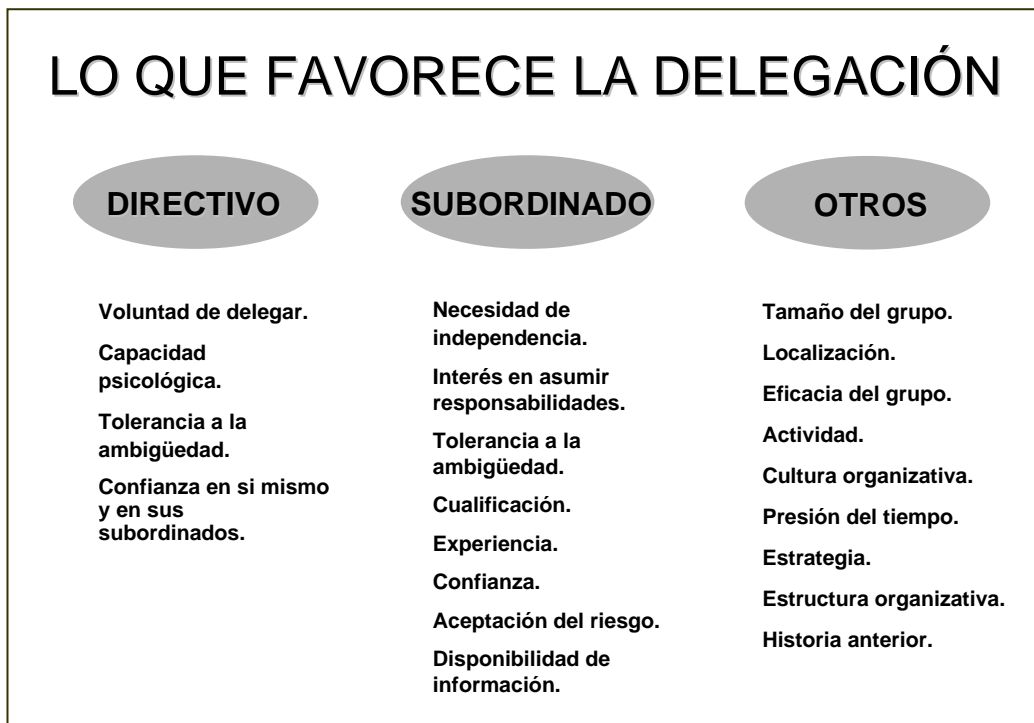 LO QUE FAVORECE LA DELEGACIÓN
DIRECTIVO
Voluntad de delegar.
Capacidad
psicológica.
Tolerancia a la
ambigüedad.
Confianza en si mismo
y en sus
subordinados.
SUBORDINADO
Necesidad de
independencia.
Interés en asumir
responsabilidades.
Tolerancia a la
ambigüedad.
Cualificación.
Experiencia.
Confianza.
Aceptación del riesgo.
Disponibilidad de
información.
OTROS
Tamaño del grupo.
Localización.
Eficacia del grupo.
Actividad.
Cultura organizativa.
Presión del tiempo.
Estrategia.
Estructura organizativa.
Historia anterior.